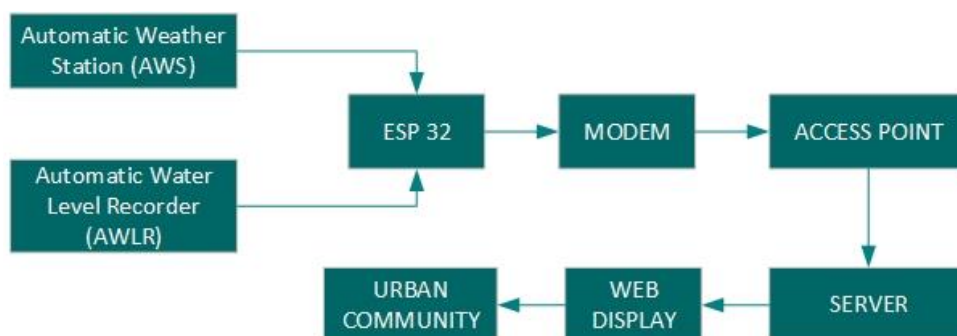 Automatic Weather
Station (AWS)
ESP 32
MODEM
ACCESS POINT
Automatic Water
Level Recorder
(AWLR)
URBAN
COMMUNITY
WEB
DISPLAY
SERVER